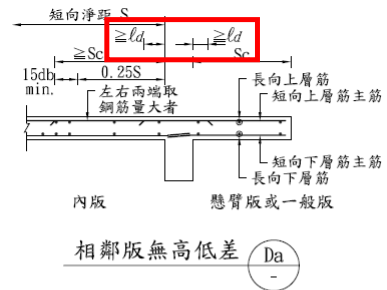 短向淨距 S
≧ℓd ≧ℓd
≧Sc Sc
15db 0.25S
min.
左右兩端取
鋼筋量大者
長向上層筋
短向上層筋主筋
短向下層筋主筋
長向下層筋
內版 懸臂版或一般版
相鄰版無高低差 Da
-